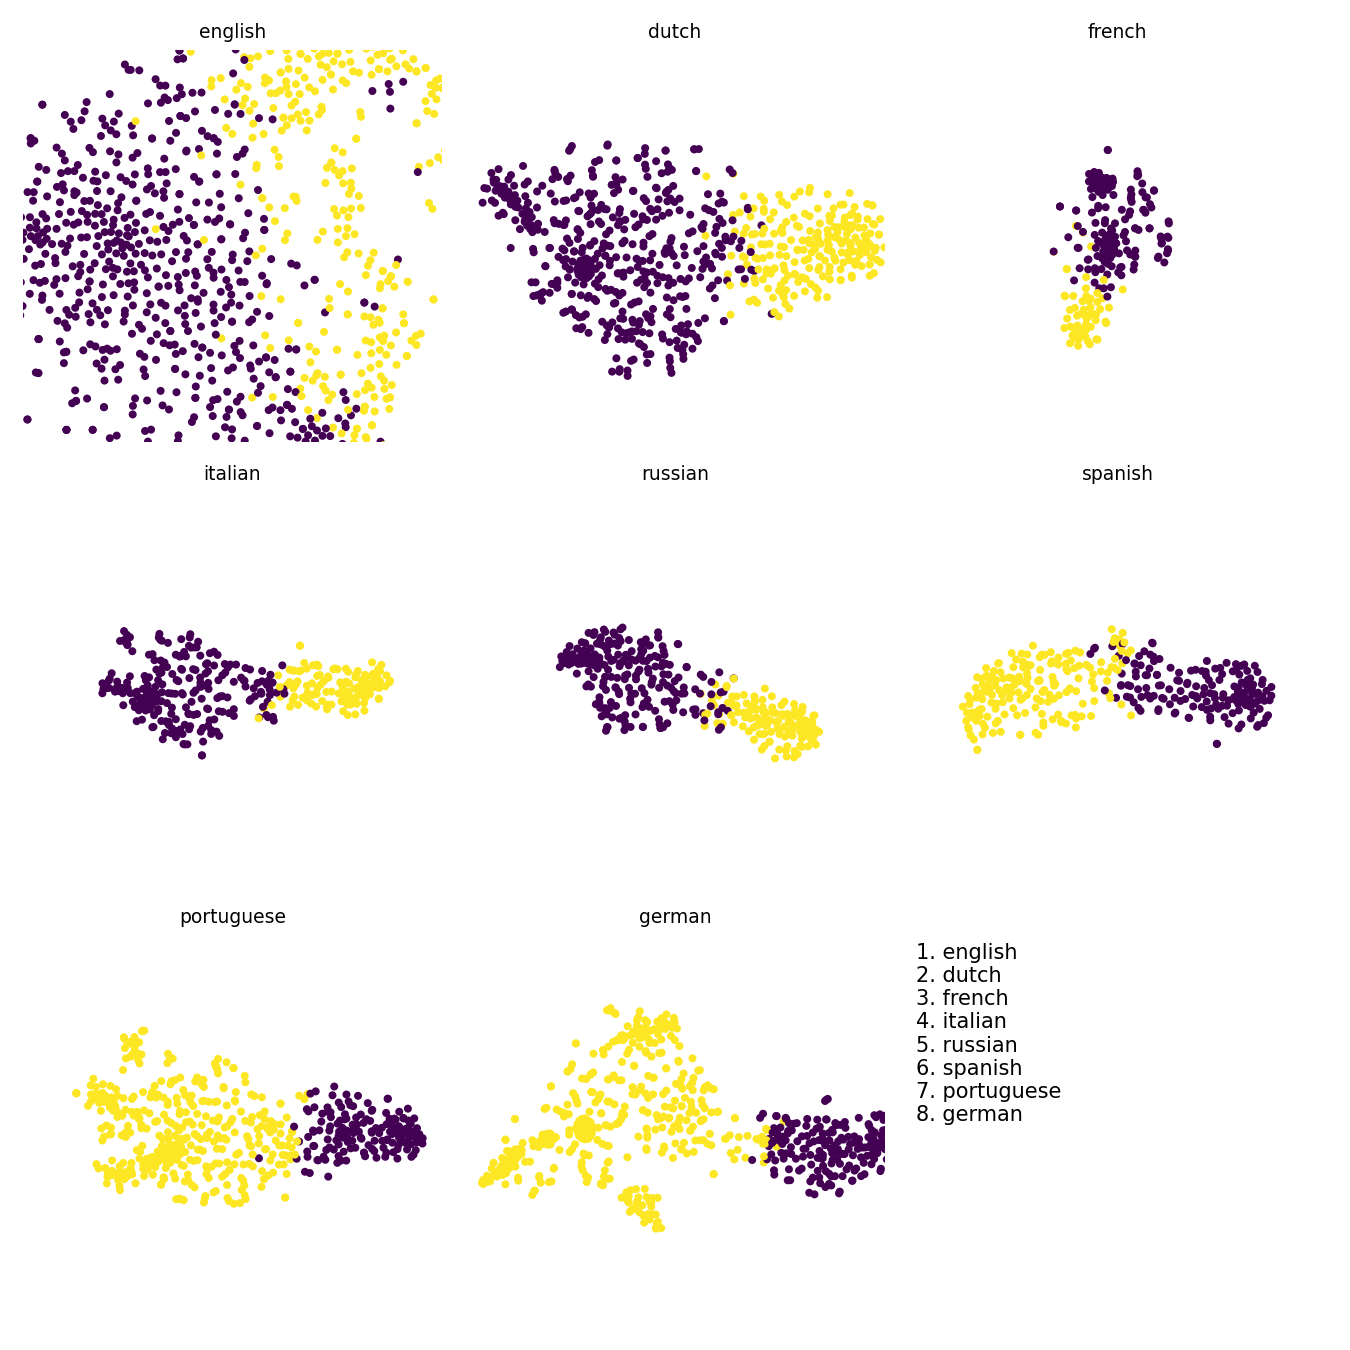 english
dutch
french
italian
russian
spanish
portuguese
german
1. english
2. dutch
3. french
4. italian
5. russian
6. spanish
7. portuguese
8. german